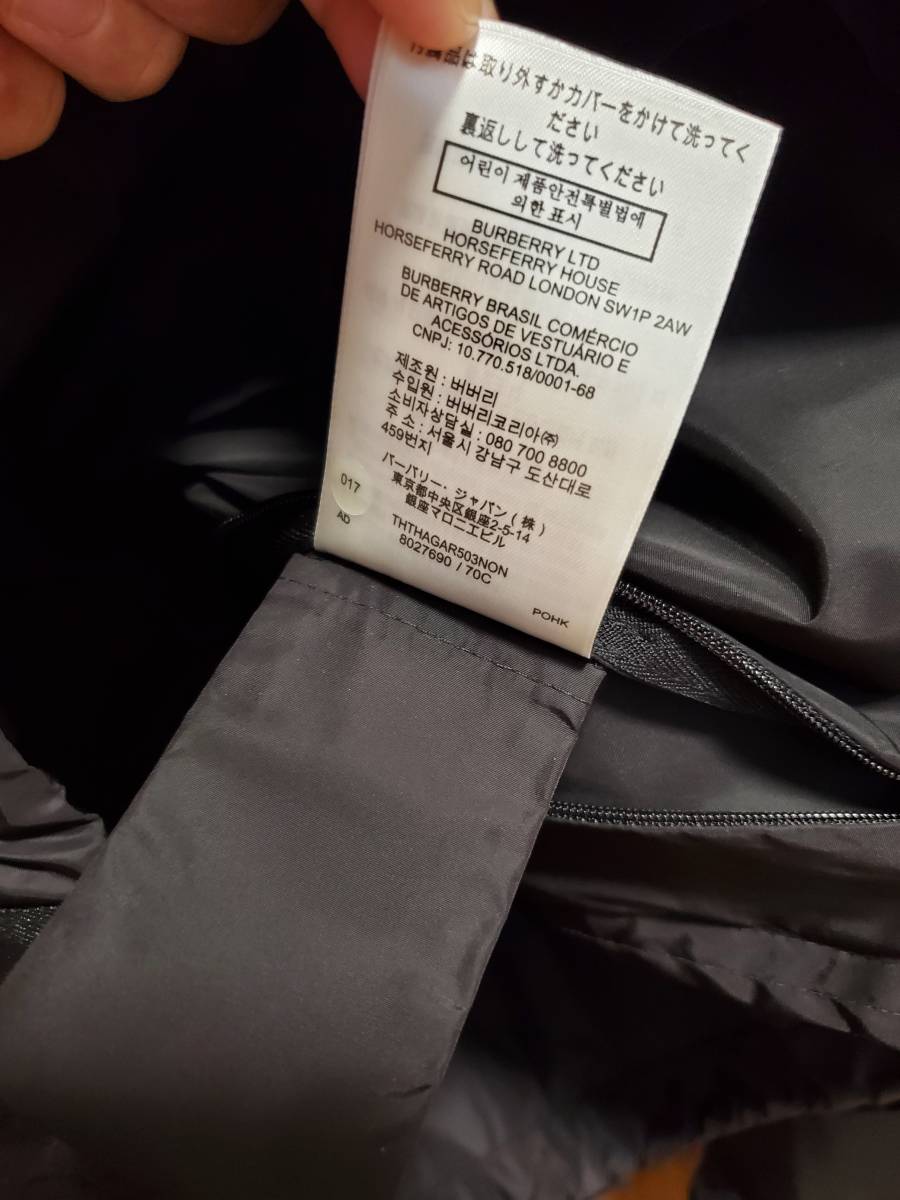 付属品は取り外すかカバーをかけて洗ってく
ださい
裏返しして洗ってください
어린이 제품안전특별법에
의한 표시
BURBERRY LTD
HORSEFERRY HOUSE
HORSEFERRY ROAD LONDON SW1P 2AW
BURBERRY BRASIL COMÉRCIO
DE ARTIGOS DE VESTUÁRIO E
ACESSÓRIOS LTDA.
CNPJ: 10.770.518/0001-68
제조원 : 버버리
수입원 : 버버리코리아㈜
소비자상담실 : 080 700 8800
주 소 : 서울시 강남구 도산대로
459번지
バーバリー・ジャパン(株)
東京都中央区銀座2-5-14
銀座マロニエビル
017
AD
THTHAGAR503NON
8027690 / 70C
POHK